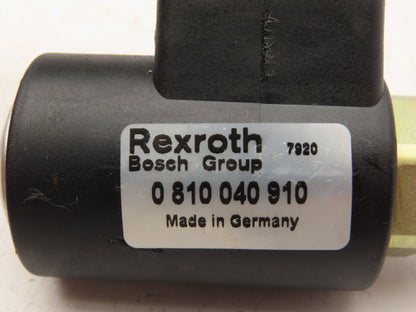 Rexroth 7920
Bosch Group
0 810 040 910
Made in Germany